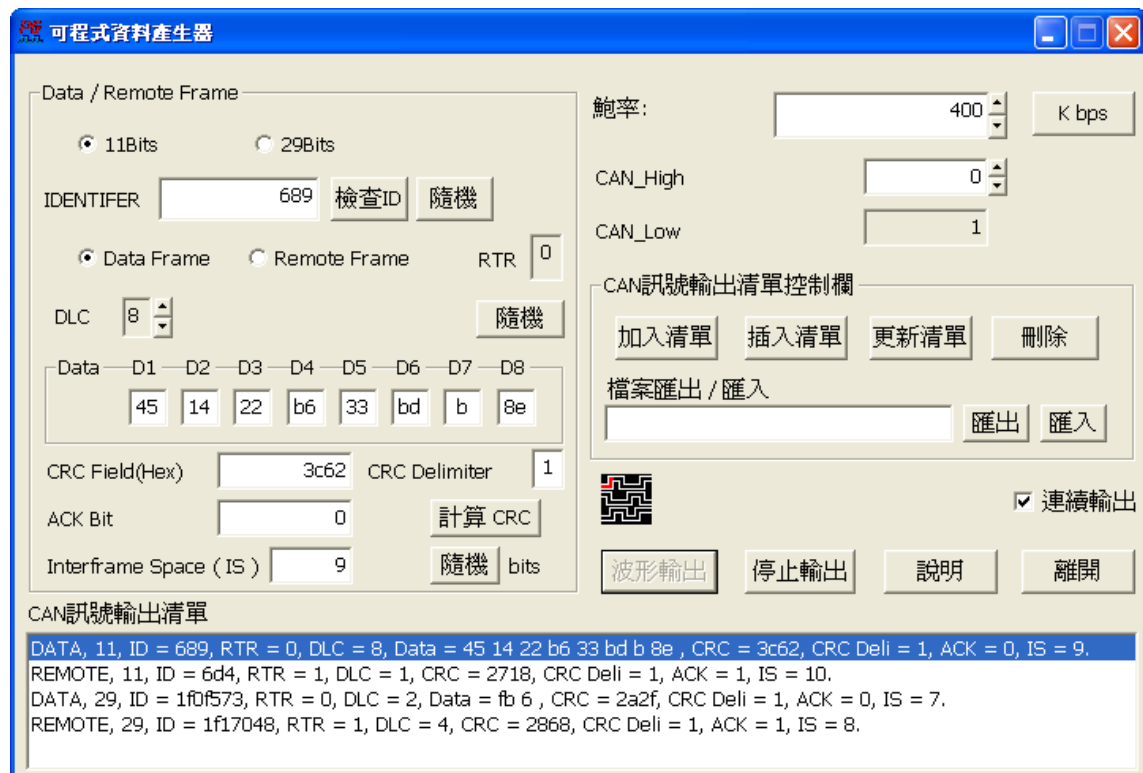 可程式資料產生器
Data / Remote Frame
11Bits 29Bits
IDENTIFER 689 檢查ID 隨機
Data Frame Remote Frame RTR 0
DLC 8 隨機
Data D1 D2 D3 D4 D5 D6 D7 D8
45 14 22 b6 33 bd b 8e
CRC Field(Hex) 3c62 CRC Delimiter 1
ACK Bit 0 計算 CRC
Interframe Space ( IS ) 9 隨機 bits
鮑率: 400 K bps
CAN_High 0
CAN_Low 1
CAN訊號輸出清單控制欄
加入清單 插入清單 更新清單 刪除
檔案匯出 / 匯入
匯出 匯入
連續輸出
波形輸出 停止輸出 說明 離開
CAN訊號輸出清單
DATA, 11, ID = 689, RTR = 0, DLC = 8, Data = 45 14 22 b6 33 bd b 8e , CRC = 3c62, CRC Deli = 1, ACK = 0, IS = 9.
REMOTE, 11, ID = 6d4, RTR = 1, DLC = 1, CRC = 2718, CRC Deli = 1, ACK = 1, IS = 10.
DATA, 29, ID = 1f0f573, RTR = 0, DLC = 2, Data = fb 6 , CRC = 2a2f, CRC Deli = 1, ACK = 0, IS = 7.
REMOTE, 29, ID = 1f17048, RTR = 1, DLC = 4, CRC = 2868, CRC Deli = 1, ACK = 1, IS = 8.